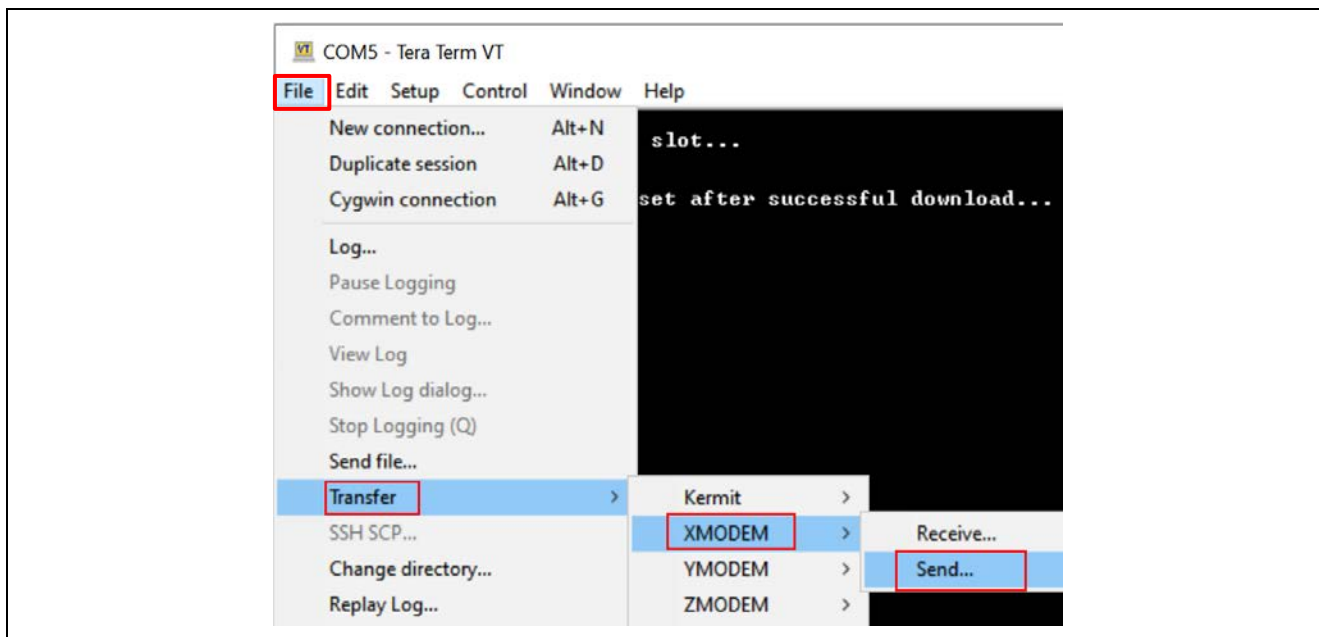 COM5 - Tera Term VT
File Edit Setup Control Window Help
New connection... Alt+N
Duplicate session Alt+D
Cygwin connection Alt+G
Log...
Pause Logging
Comment to Log...
View Log
Show Log dialog...
Stop Logging (Q)
Send file...
Transfer >
SSH SCP...
Change directory...
Replay Log...
slot...
set after successful download...
Kermit >
XMODEM >
YMODEM >
ZMODEM >
Receive...
Send...